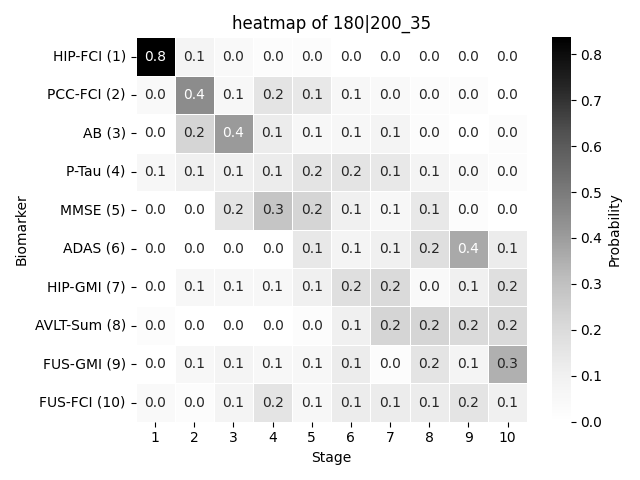 heatmap of 180|200_35
HIP-FCI (1) 0.8 0.1 0.0 0.0 0.0 0.0 0.0 0.0 0.0 0.0
PCC-FCI (2) 0.0 0.4 0.1 0.2 0.1 0.1 0.0 0.0 0.0 0.0
AB (3) 0.0 0.2 0.4 0.1 0.1 0.1 0.1 0.0 0.0 0.0
P-Tau (4) 0.1 0.1 0.1 0.1 0.2 0.2 0.1 0.1 0.0 0.0
MMSE (5) 0.0 0.0 0.2 0.3 0.2 0.1 0.1 0.1 0.0 0.0
ADAS (6) 0.0 0.0 0.0 0.0 0.1 0.1 0.1 0.2 0.4 0.1
HIP-GMI (7) 0.0 0.1 0.1 0.1 0.1 0.2 0.2 0.0 0.1 0.2
AVLT-Sum (8) 0.0 0.0 0.0 0.0 0.0 0.1 0.2 0.2 0.2 0.2
FUS-GMI (9) 0.0 0.1 0.1 0.1 0.1 0.1 0.0 0.2 0.1 0.3
FUS-FCI (10) 0.0 0.0 0.1 0.2 0.1 0.1 0.1 0.1 0.2 0.1
1 2 3 4 5 6 7 8 9 10
Stage
Biomarker
0.8
0.7
0.6
0.5
0.4
0.3
0.2
0.1
0.0
Probability